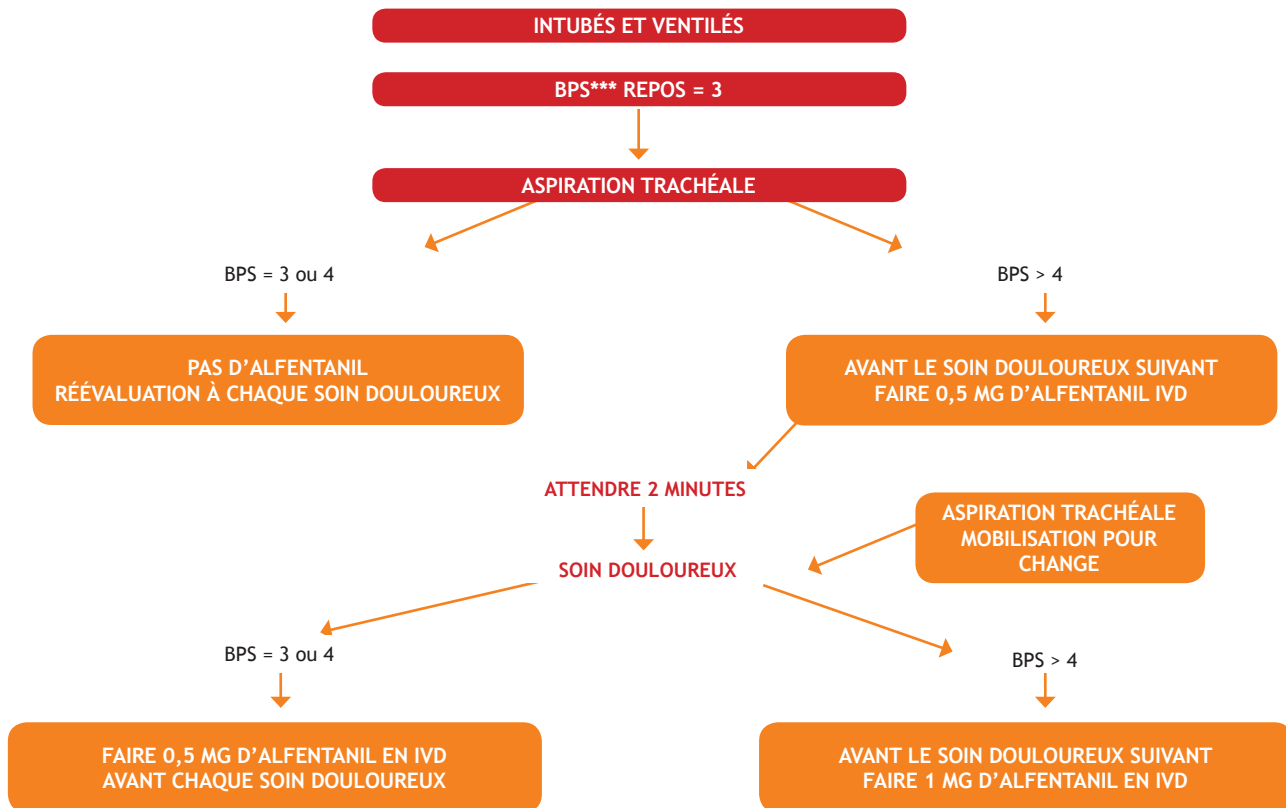 INTUBÉS ET VENTILÉS
BPS*** REPOS = 3
ASPIRATION TRACHÉALE
BPS = 3 ou 4
BPS > 4
PAS D’ALFENTANIL
RÉÉVALUATION À CHAQUE SOIN DOULOUREUX
AVANT LE SOIN DOULOUREUX SUIVANT
FAIRE 0,5 MG D’ALFENTANIL IVD
ATTENDRE 2 MINUTES
ASPIRATION TRACHÉALE
MOBILISATION POUR
CHANGE
SOIN DOULOUREUX
BPS = 3 ou 4
BPS > 4
FAIRE 0,5 MG D’ALFENTANIL EN IVD
AVANT CHAQUE SOIN DOULOUREUX
AVANT LE SOIN DOULOUREUX SUIVANT
FAIRE 1 MG D’ALFENTANIL EN IVD